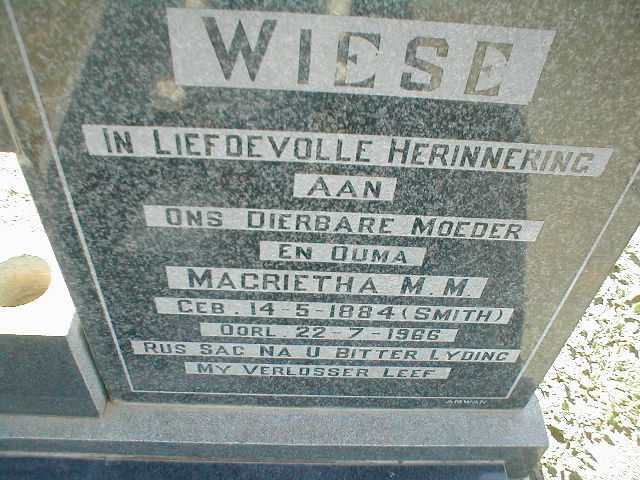 WIESE
IN LIEFDEVOLLE HERINNERING
AAN
ONS DIERBARE MOEDER
EN OUMA
MAGRIETHA M.M.
GEB. 14-5-1884 (SMITH)
OORL. 22-7-1966
RUS SAG NA U BITTER LYDING
MY VERLOSSER LEEF